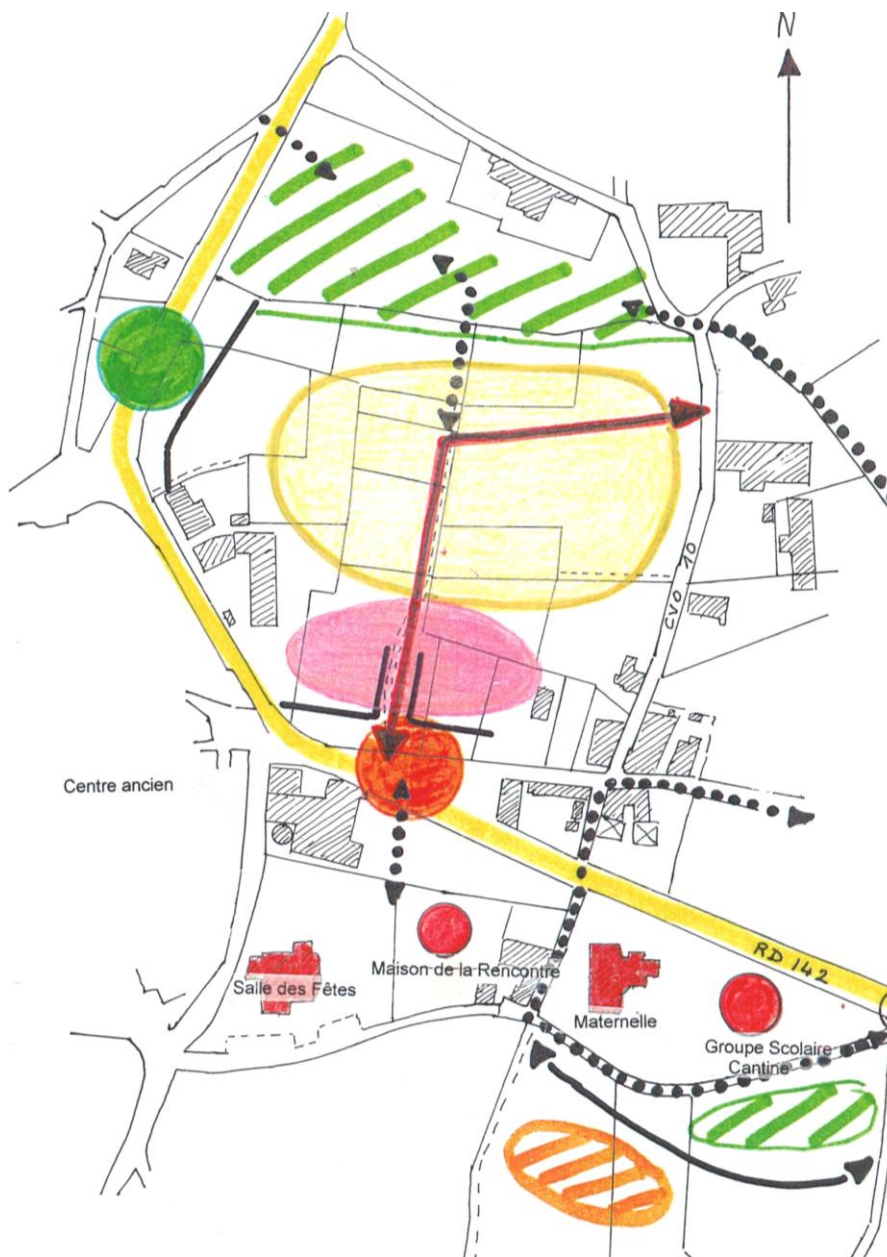 N
CVO 10
Centre ancien
RD 142
Maison de la Rencontre
Salle des Fêtes
Maternelle
Groupe Scolaire
Cantine